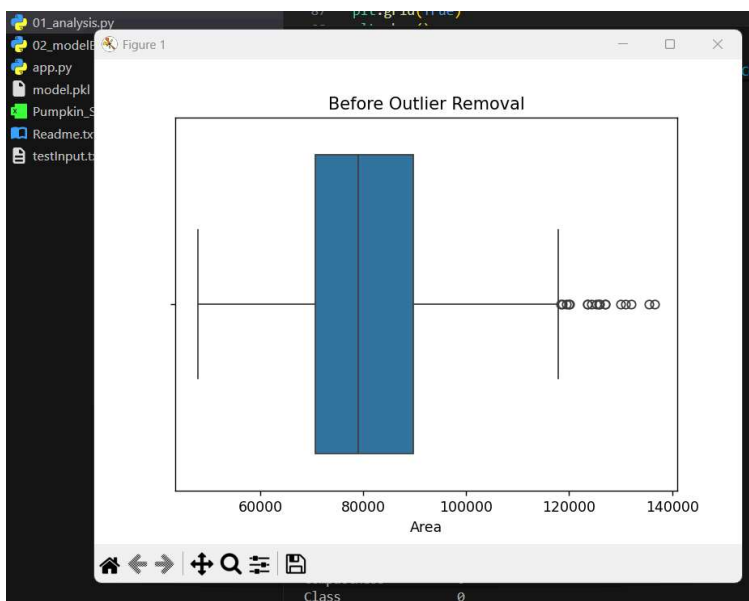 01_analysis.py
02_modelB
app.py
model.pkl
Pumpkin_S
Readme.tx
testInput.t
plt.grid(True)
Figure 1
Before Outlier Removal
60000
80000
100000
120000
140000
Area
Class 0